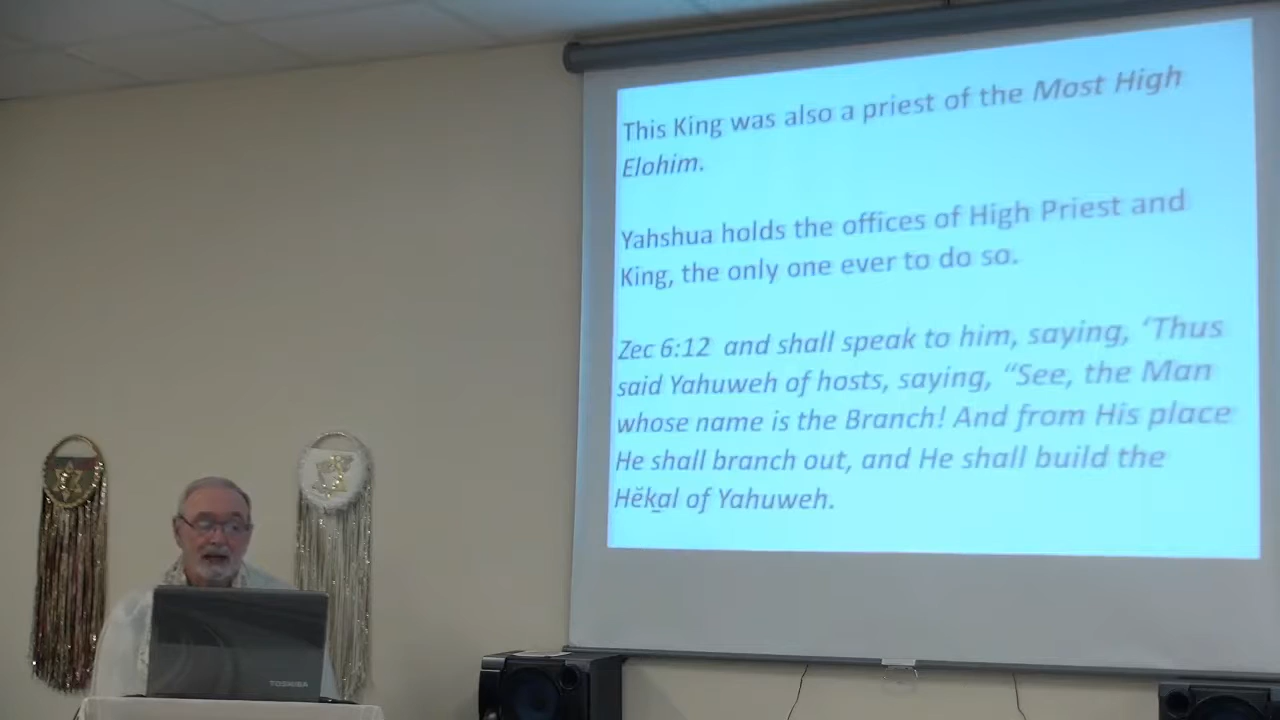 This King was also a priest of the Most High
Elohim.
Yahshua holds the offices of High Priest and
King, the only one ever to do so.
Zec 6:12 and shall speak to him, saying, ‘Thus
said Yahuweh of hosts, saying, “See, the Man
whose name is the Branch! And from His place
He shall branch out, and He shall build the
Hĕḵal of Yahuweh.
TOSHIBA